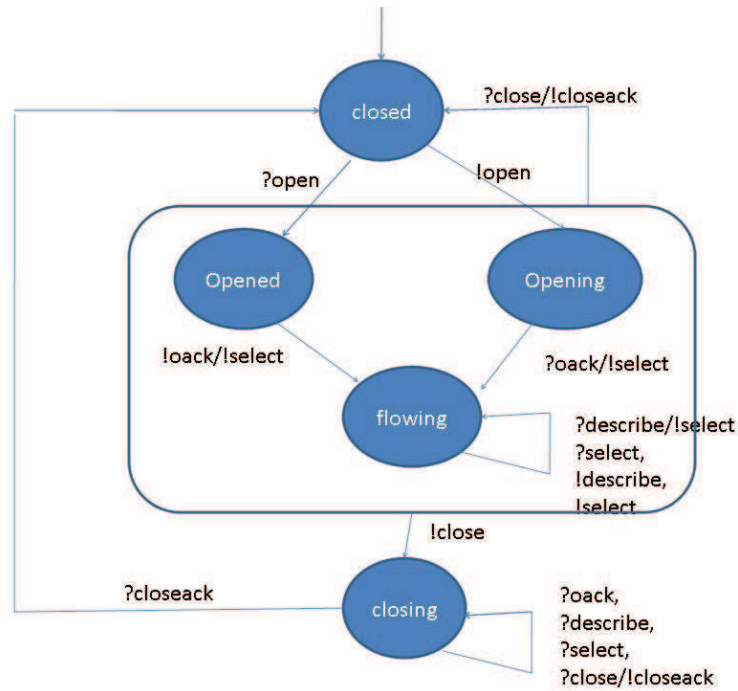 closed
?close/!closeack
?open
!open
Opened
Opening
!oack/!select
?oack/!select
flowing
?describe/!select
?select,
!describe,
!select
!close
?closeack
closing
?oack,
?describe,
?select,
?close/!closeack